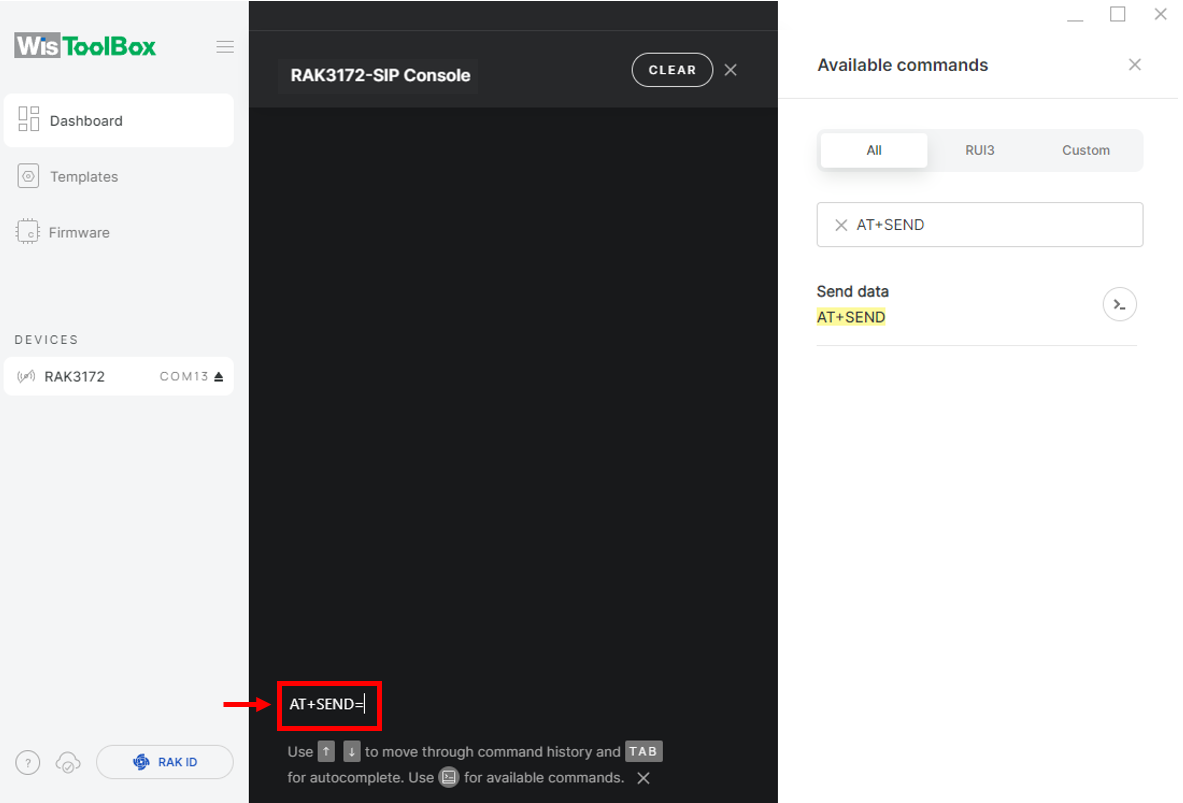 WisToolBox
Dashboard
Templates
Firmware
DEVICES
RAK3172 COM13
? RAK ID
RAK3172-SIP Console CLEAR
AT+SEND=
Use ↑ ↓ to move through command history and TAB
for autocomplete. Use for available commands.
Available commands
All RUI3 Custom
AT+SEND
Send data
AT+SEND